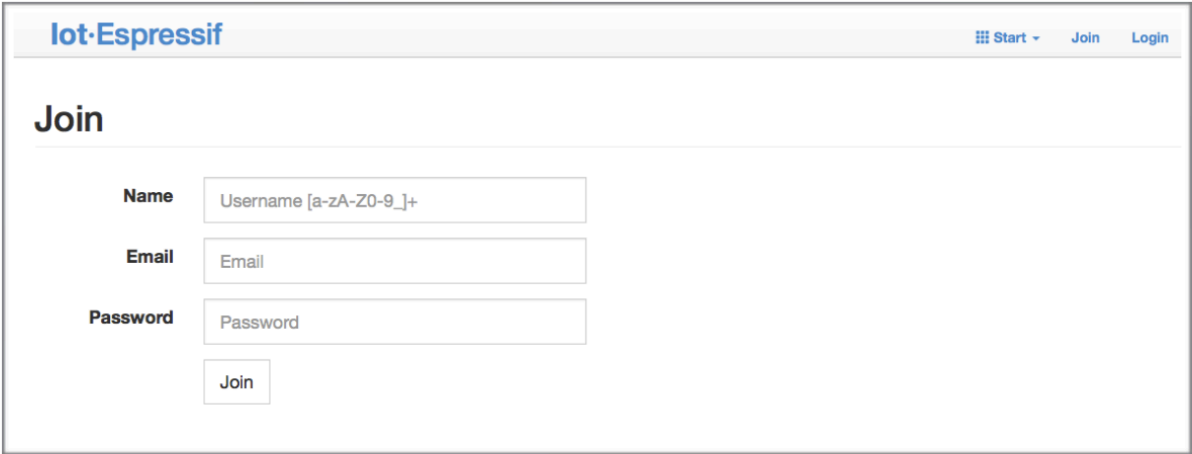 Iot·Espressif
Start Join Login
Join
Name Username [a-zA-Z0-9_]+
Email Email
Password Password
Join